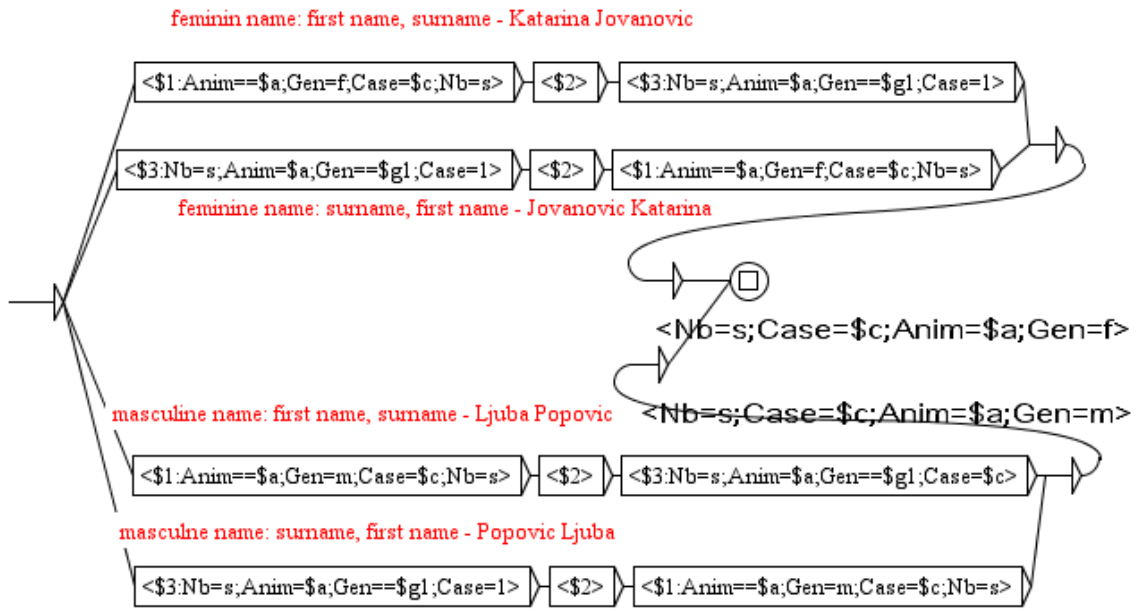 feminin name: first name, surname - Katarina Jovanovic
<$1:Anim==$a;Gen=f;Case=$c;Nb=s> <$2> <$3:Nb=s;Anim=$a;Gen==$g1;Case=1>
<$3:Nb=s;Anim=$a;Gen==$g1;Case=1> <$2> <$1:Anim==$a;Gen=f;Case=$c;Nb=s>
feminine name: surname, first name - Jovanovic Katarina
<Nb=s;Case=$c;Anim=$a;Gen=f>
masculine name: first name, surname - Ljuba Popovic
<Nb=s;Case=$c;Anim=$a;Gen=m>
<$1:Anim==$a;Gen=m;Case=$c;Nb=s> <$2> <$3:Nb=s;Anim=$a;Gen==$g1;Case=$c>
masculne name: surname, first name - Popovic Ljuba
<$3:Nb=s;Anim=$a;Gen==$g1;Case=1> <$2> <$1:Anim==$a;Gen=m;Case=$c;Nb=s>